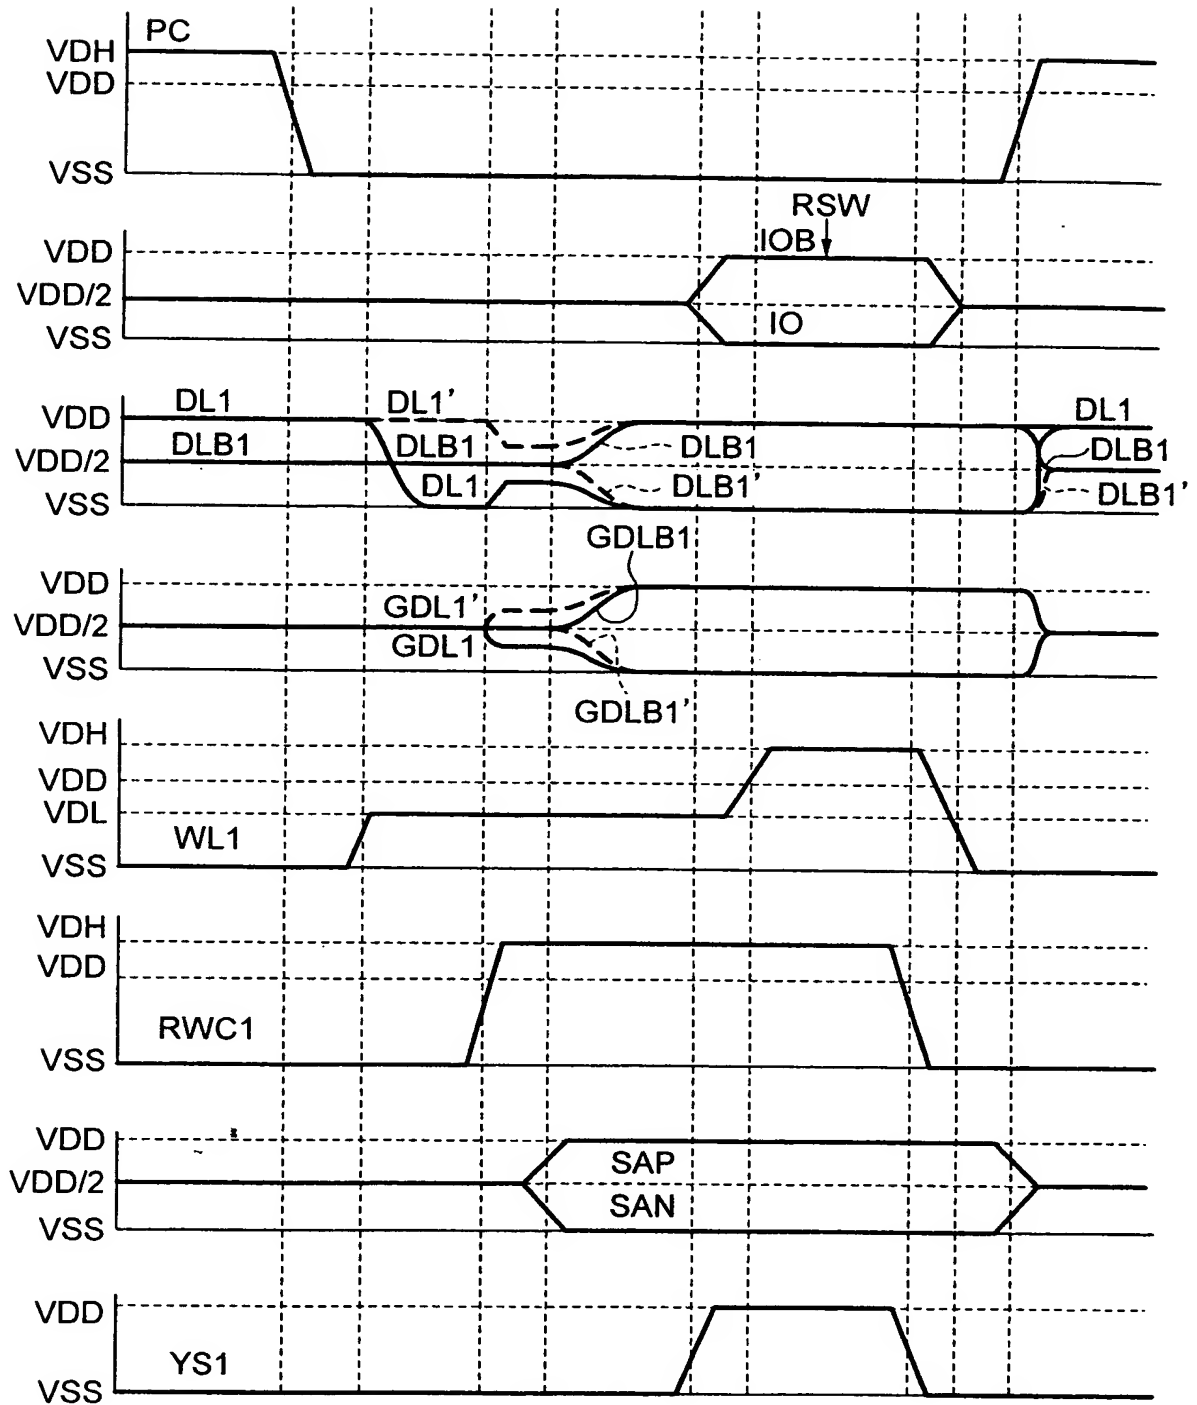 PC
VDH
VDD
VSS
RSW
VDD
IOB
VDD/2
IO
VSS
VDD
DL1
DL1’
DL1
DLB1
DLB1
DLB1
DLB1
VDD/2
DL1
DLB1’
DLB1’
VSS
GDLB1
VDD
GDL1’
VDD/2
GDL1
VSS
GDLB1’
VDH
VDD
VDL
WL1
VSS
VDH
VDD
RWC1
VSS
VDD
SAP
VDD/2
SAN
VSS
VDD
YS1
VSS